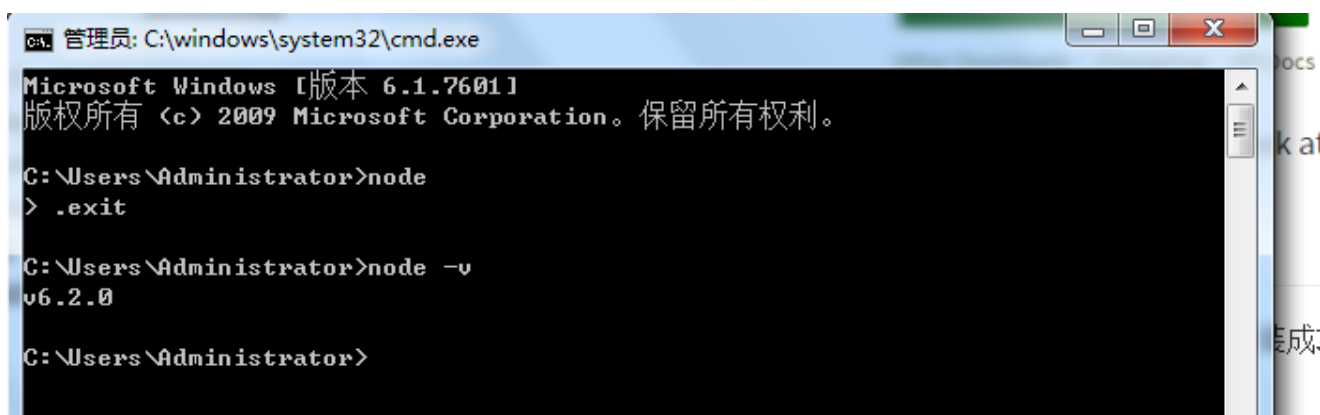 管理员: C:\windows\system32\cmd.exe
Microsoft Windows [版本 6.1.7601]
版权所有 (c) 2009 Microsoft Corporation。保留所有权利。
C:\Users\Administrator>node
> .exit
C:\Users\Administrator>node -v
v6.2.0
C:\Users\Administrator>
Docs
k at